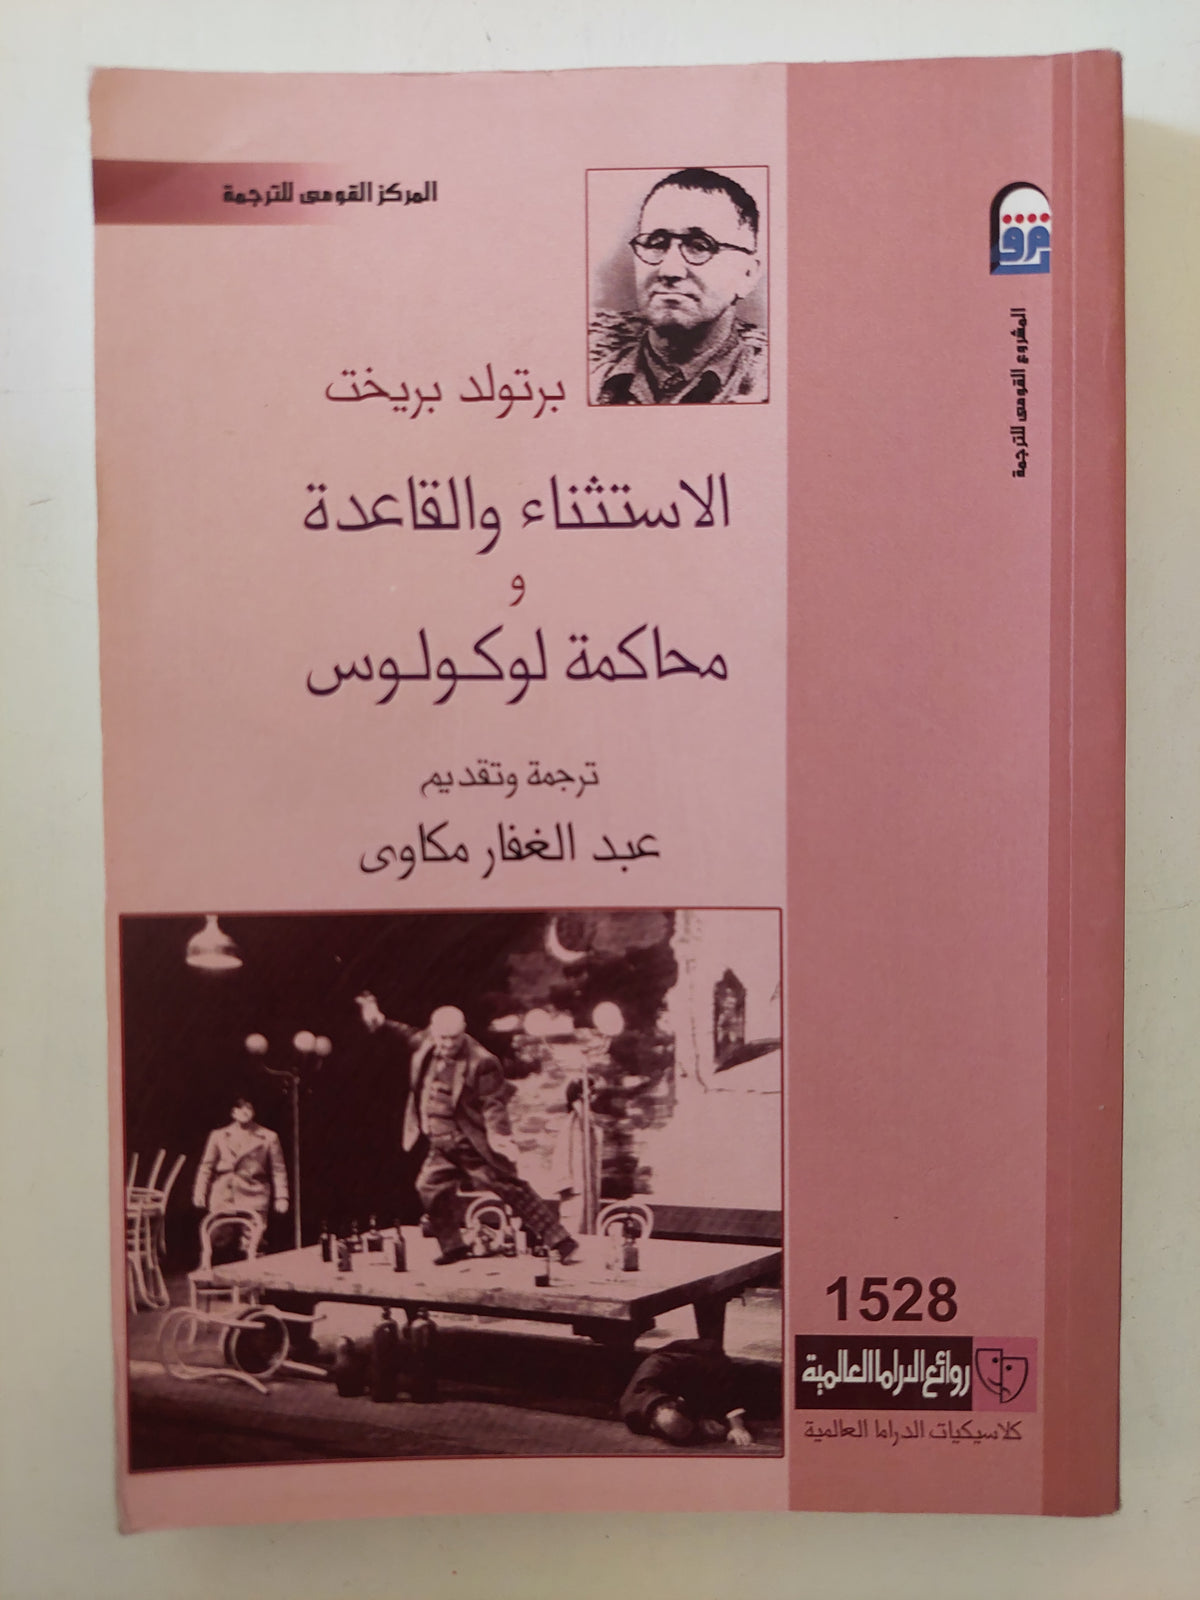 المركز القومى للترجمة
برتولد بريخت
الاستثناء والقاعدة
و
محاكمة لوكولوس
ترجمة وتقديم
عبد الغفار مكاوى
المشروع القومى للترجمة
1528
روائع الدراما العالمية
كلاسيكيات الدراما العالمية